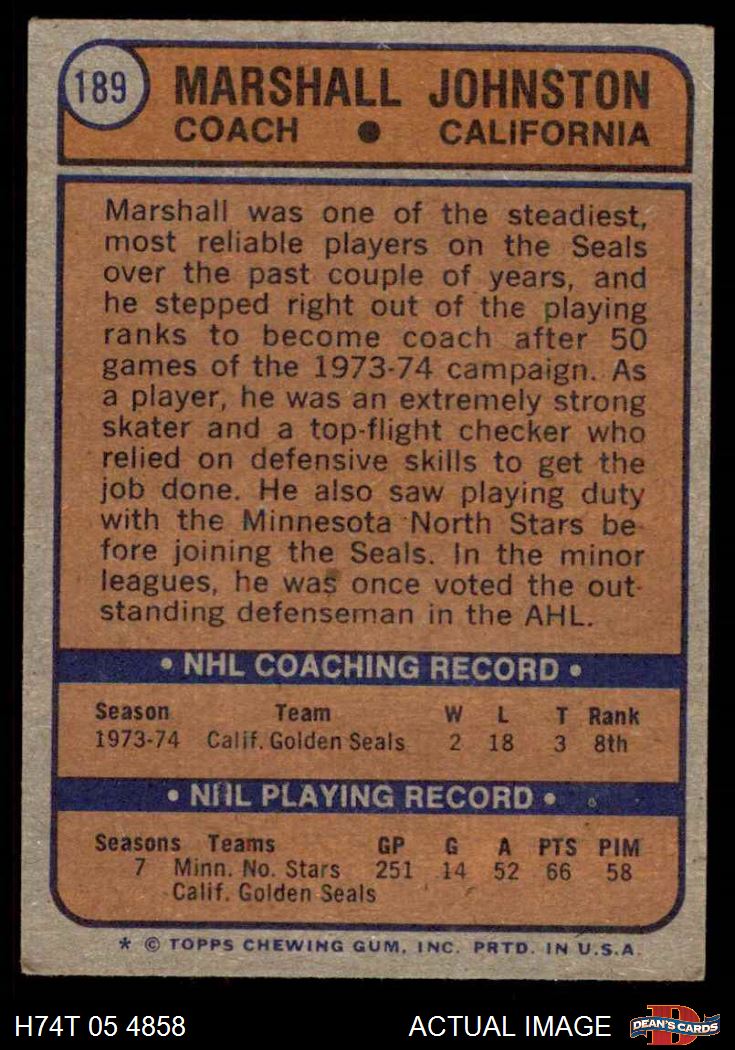 189
MARSHALL JOHNSTON
COACH ● CALIFORNIA
Marshall was one of the steadiest,
most reliable players on the Seals
over the past couple of years, and
he stepped right out of the playing
ranks to become coach after 50
games of the 1973-74 campaign. As
a player, he was an extremely strong
skater and a top-flight checker who
relied on defensive skills to get the
job done. He also saw playing duty
with the Minnesota North Stars be-
fore joining the Seals. In the minor
leagues, he was once voted the out-
standing defenseman in the AHL.
• NHL COACHING RECORD •
Season Team W L T Rank
1973-74 Calif. Golden Seals 2 18 3 8th
• NHL PLAYING RECORD •
Seasons Teams GP G A PTS PIM
7 Minn. No. Stars 251 14 52 66 58
Calif. Golden Seals
* © TOPPS CHEWING GUM, INC. PRTD. IN U.S.A.
H74T 05 4858 ACTUAL IMAGE DEAN'S CARDS